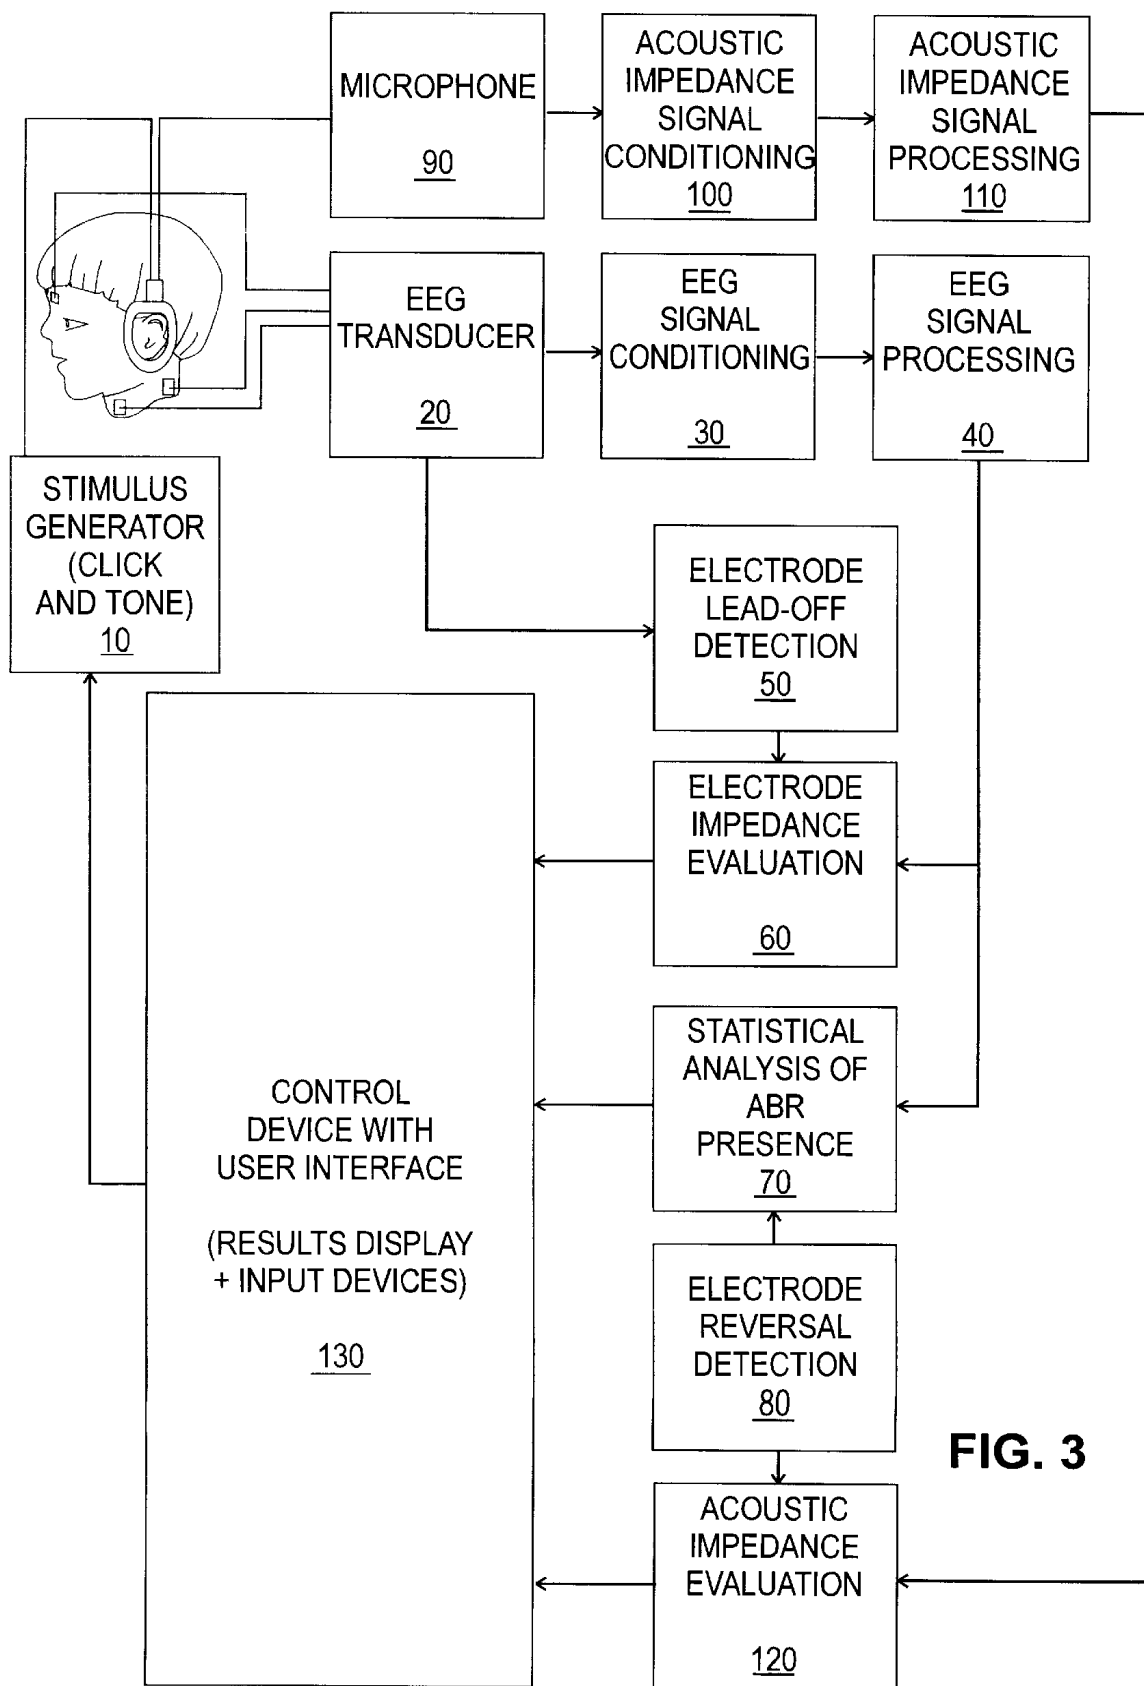 MICROPHONE
90
ACOUSTIC
IMPEDANCE
SIGNAL
CONDITIONING
100
ACOUSTIC
IMPEDANCE
SIGNAL
PROCESSING
110
EEG
TRANSDUCER
20
EEG
SIGNAL
CONDITIONING
30
EEG
SIGNAL
PROCESSING
40
STIMULUS
GENERATOR
(CLICK
AND TONE)
10
ELECTRODE
LEAD-OFF
DETECTION
50
ELECTRODE
IMPEDANCE
EVALUATION
60
STATISTICAL
ANALYSIS OF
ABR
PRESENCE
70
CONTROL
DEVICE WITH
USER INTERFACE
(RESULTS DISPLAY
+ INPUT DEVICES)
130
ELECTRODE
REVERSAL
DETECTION
80
FIG. 3
ACOUSTIC
IMPEDANCE
EVALUATION
120